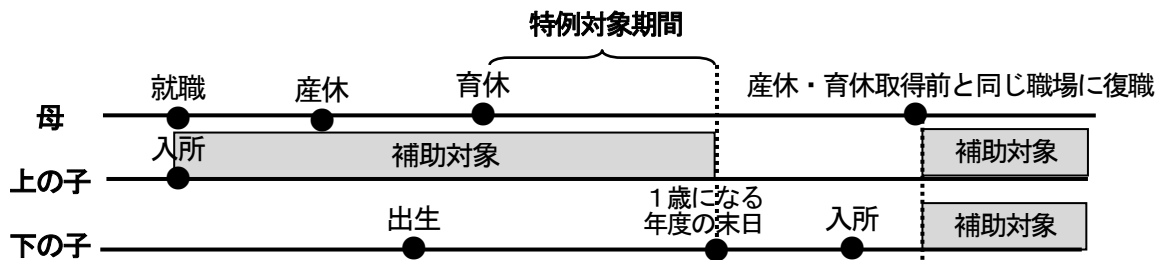 特例対象期間
就職
産休
育休
産休・育休取得前と同じ職場に復職
母
入所
補助対象
補助対象
上の子
出生
１歳になる
年度の末日
入所
補助対象
下の子